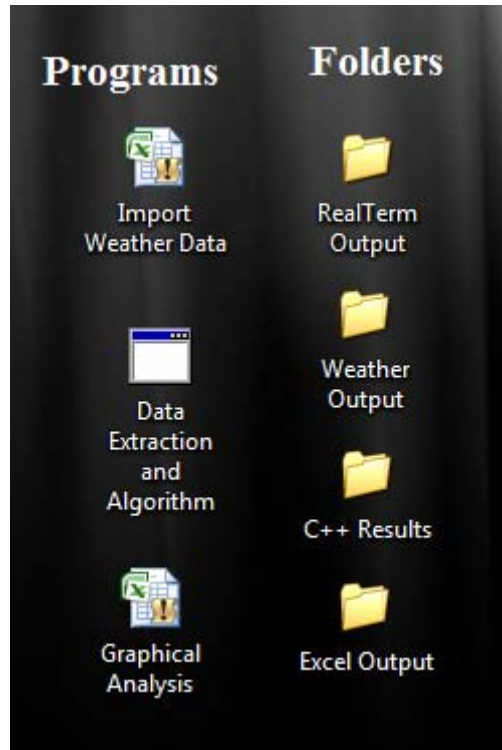 Programs
Import
Weather Data
Data
Extraction
and
Algorithm
Graphical
Analysis
Folders
RealTerm
Output
Weather
Output
C++ Results
Excel Output